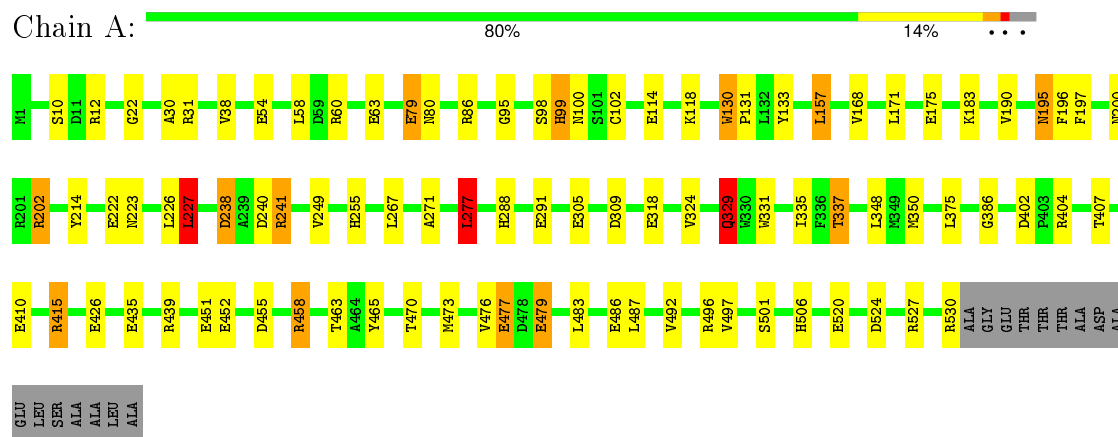 Chain A:
80% 14% • • •
M1 S10 D11 R12 G22 A30 R31 V38 E54 L58 D59 R60 E63 E79 N80 R86 G95 S98 H99 N100 S101 C102 E114 K118 W130 P131 L132 Y133 L157 V168 L171 E175 K183 V190 N195 F196 F197 N200
R201 R202 Y214 E222 N223 L226 L227 D238 A239 D240 R241 V249 H255 L267 A271 L277 H288 E291 E305 D309 E318 V324 Q329 W330 W331 I335 F336 T337 L348 M349 M350 L375 G386 D402 P403 R404 T407
E410 R415 E426 E435 R439 E451 E452 D455 R458 T463 A464 Y465 T470 M473 V476 E477 D478 E479 L483 E486 L487 V492 R496 V497 S501 H506 E520 D524 R527 R530 ALA GLY GLU THR THR THR ALA ASP ALA
GLU LEU SER ALA ALA LEU ALA